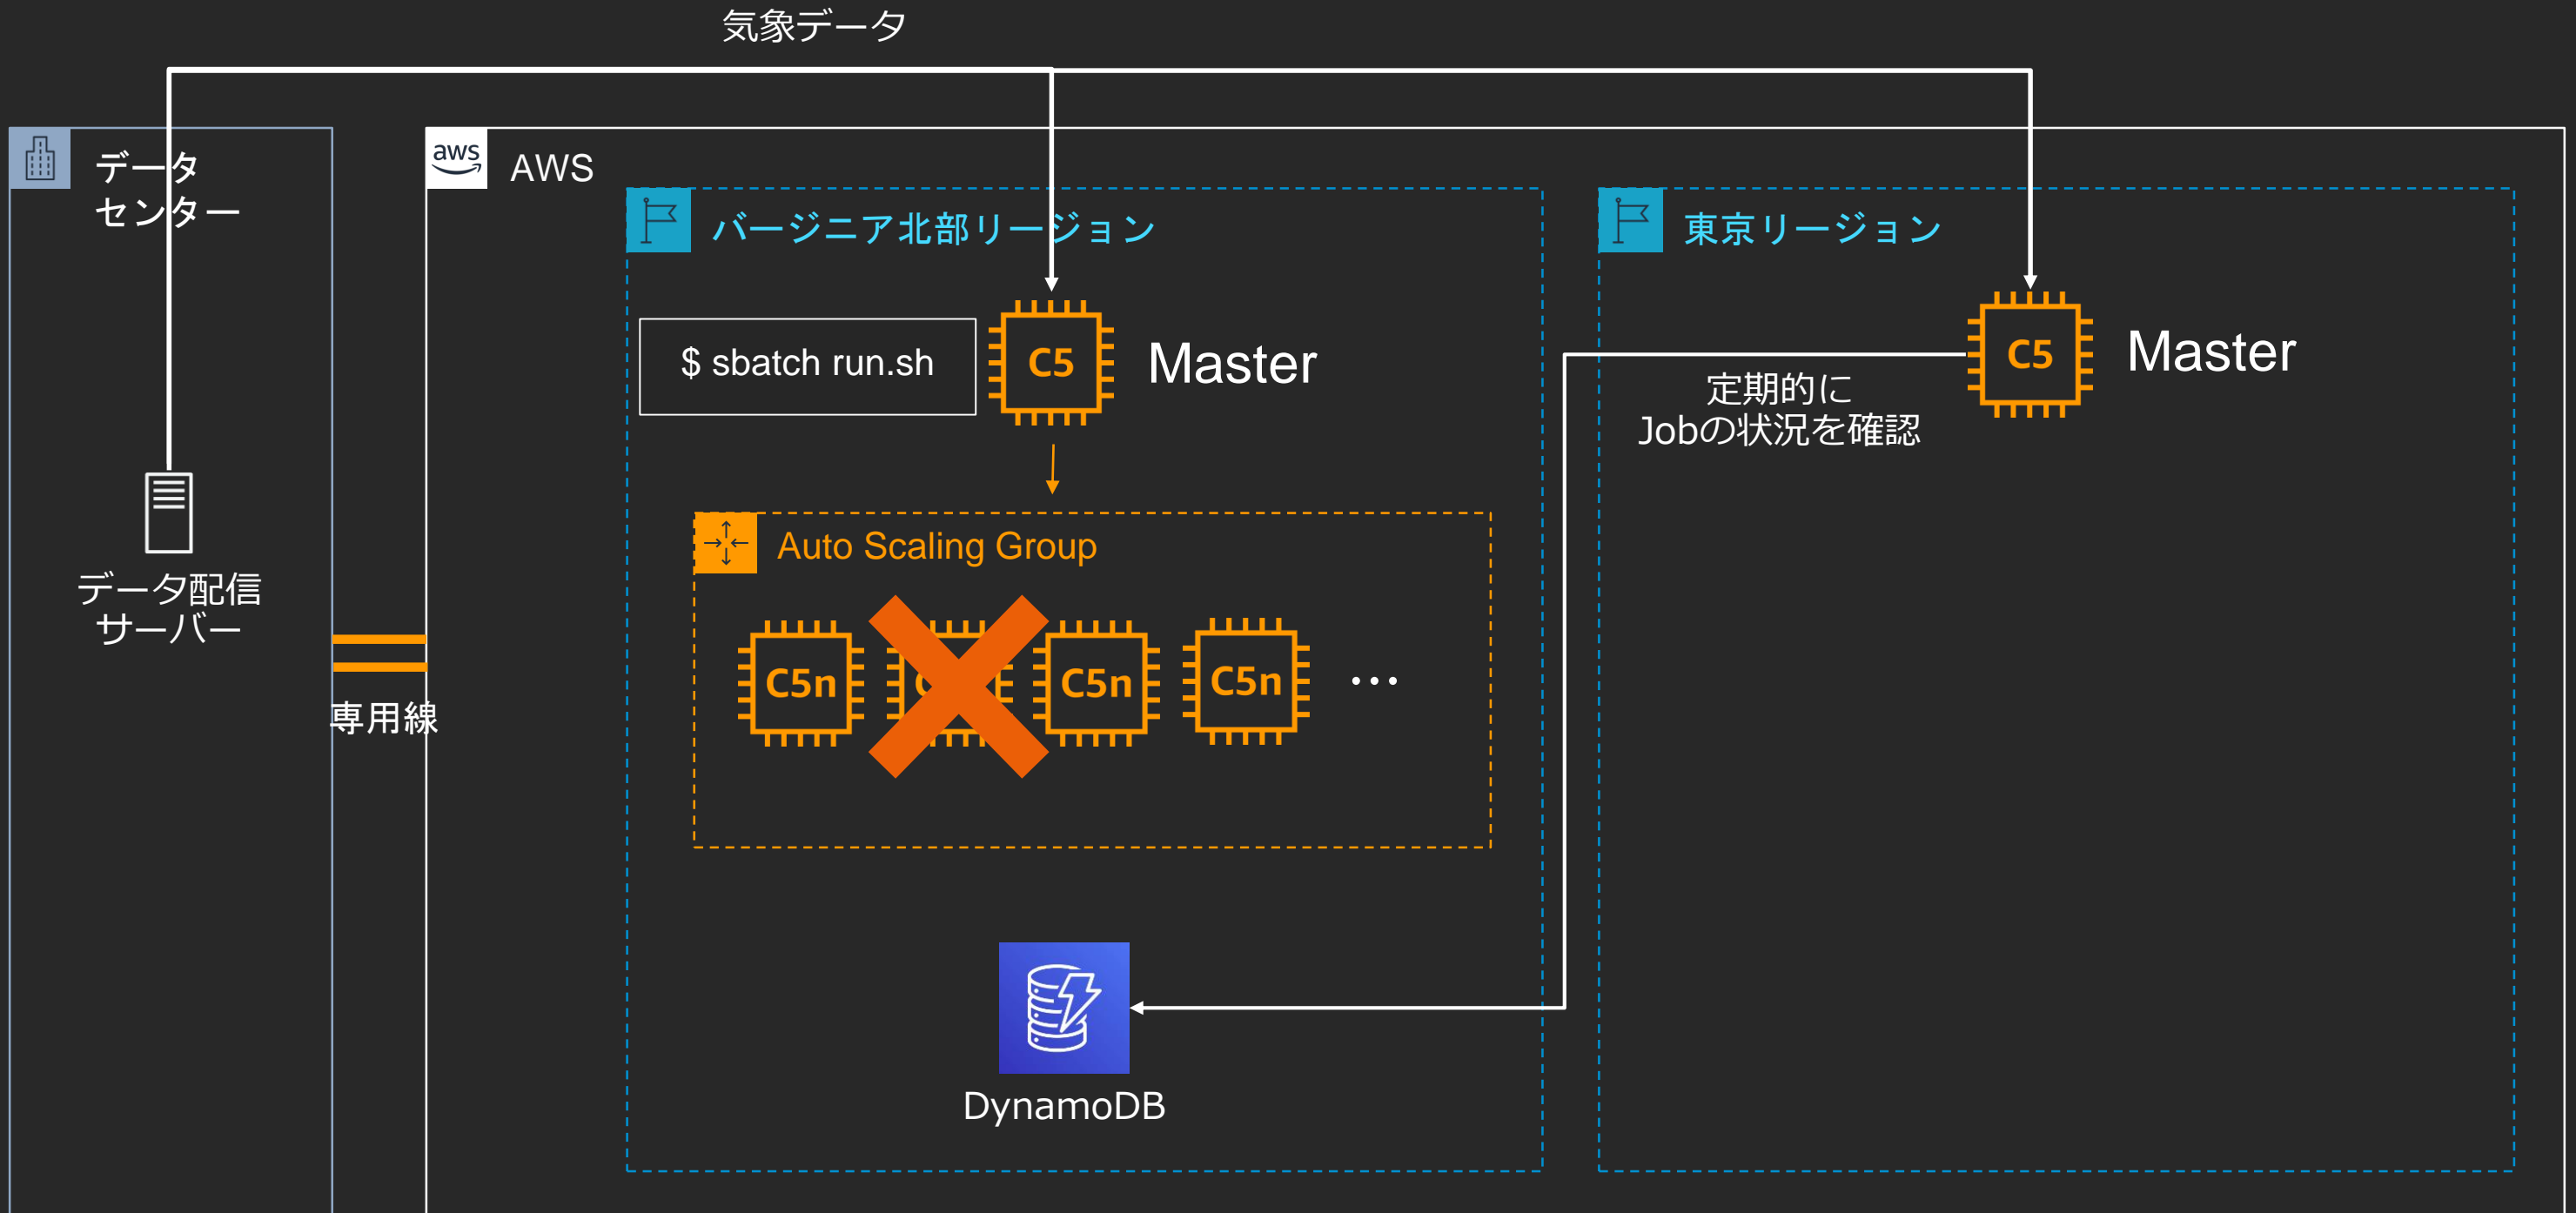 気象データ
データ
センター
aws
AWS
バージニア北部リージョン
東京リージョン
$ sbatch run.sh
C5
Master
C5
Master
定期的に
Jobの状況を確認
Auto Scaling Group
データ配信
サーバー
C5n
C5n
C5n
…
専用線
DynamoDB